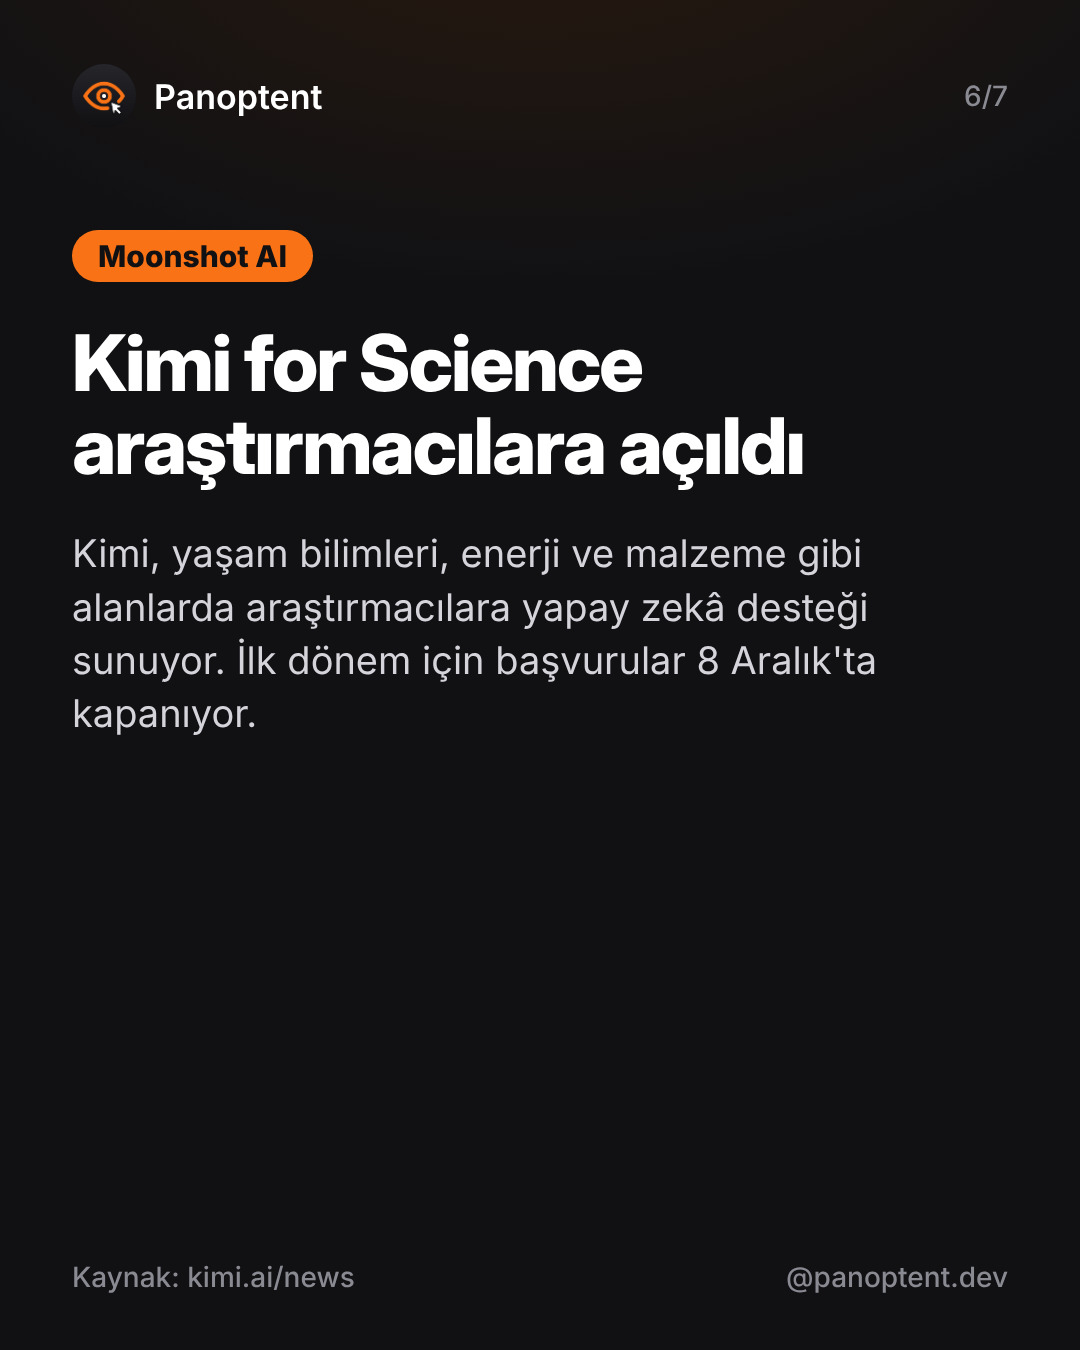 Panoptent
6/7
Moonshot AI
Kimi for Science
araştırmacılara açıldı
Kimi, yaşam bilimleri, enerji ve malzeme gibi
alanlarda araştırmacılara yapay zekâ desteği
sunuyor. İlk dönem için başvurular 8 Aralık'ta
kapanıyor.
Kaynak: kimi.ai/news
@panoptent.dev